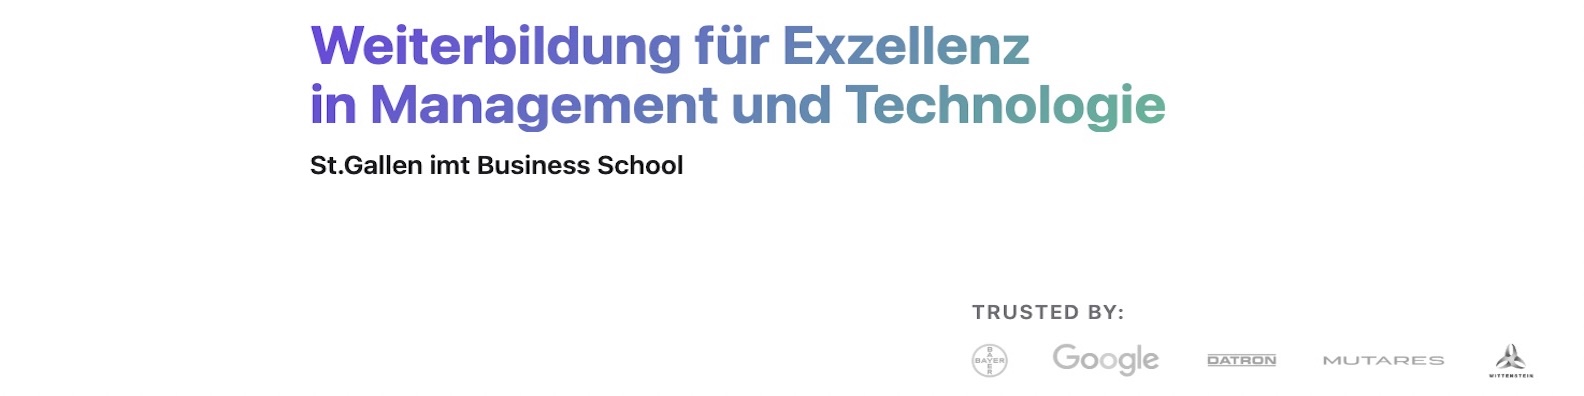 Weiterbildung für Exzellenz
in Management und Technologie
St.Gallen imt Business School
TRUSTED BY:
BAYER BAYER Google DATRON MUTARES WITTENSTEIN